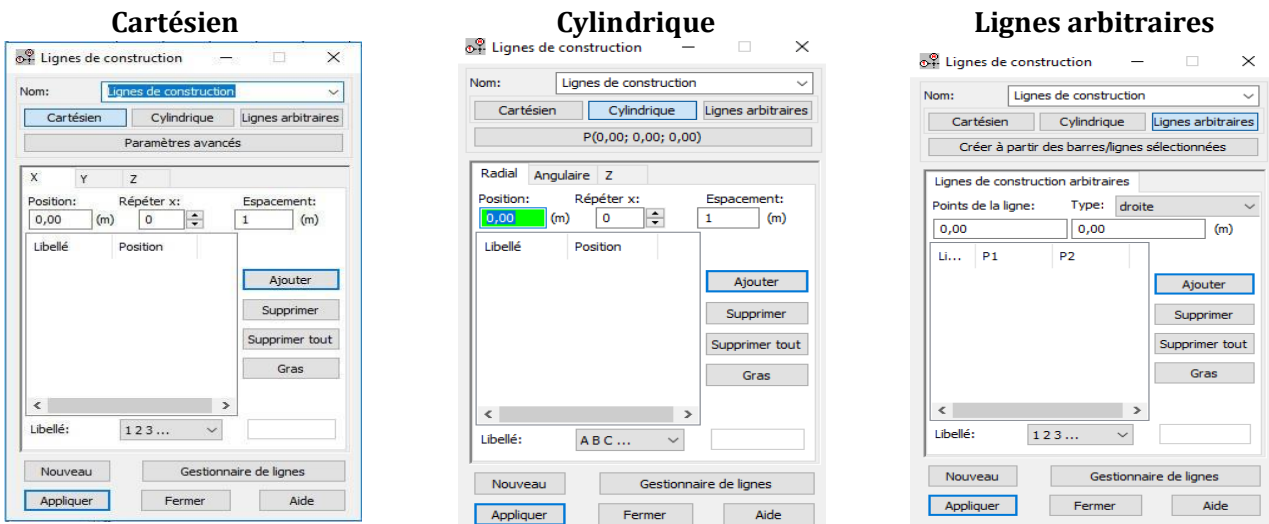 Cartésien
Lignes de construction
Nom: Lignes de construction
Cartésien Cylindrique Lignes arbitraires
Paramètres avancés
X Y Z
Position: Répéter x: Espacement:
0,00 (m) 0 1 (m)
Libellé Position
Ajouter
Supprimer
Supprimer tout
Gras
Libellé: 1 2 3 ...
Nouveau Gestionnaire de lignes
Appliquer Fermer Aide
Cylindrique
Lignes de construction
Nom: Lignes de construction
Cartésien Cylindrique Lignes arbitraires
P(0,00; 0,00; 0,00)
Radial Angulaire Z
Position: Répéter x: Espacement:
0,00 (m) 0 1 (m)
Libellé Position
Ajouter
Supprimer
Supprimer tout
Gras
Libellé: A B C ...
Nouveau Gestionnaire de lignes
Appliquer Fermer Aide
Lignes arbitraires
Lignes de construction
Nom: Lignes de construction
Cartésien Cylindrique Lignes arbitraires
Créer à partir des barres/lignes sélectionnées
Lignes de construction arbitraires
Points de la ligne: Type: droite
0,00 0,00 (m)
Li... P1 P2
Ajouter
Supprimer
Supprimer tout
Gras
Libellé: 1 2 3 ...
Nouveau Gestionnaire de lignes
Appliquer Fermer Aide